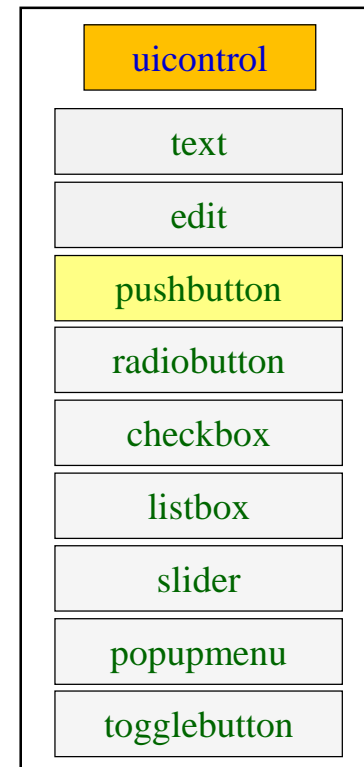 uicontrol
text
edit
pushbutton
radiobutton
checkbox
listbox
slider
popupmenu
togglebutton